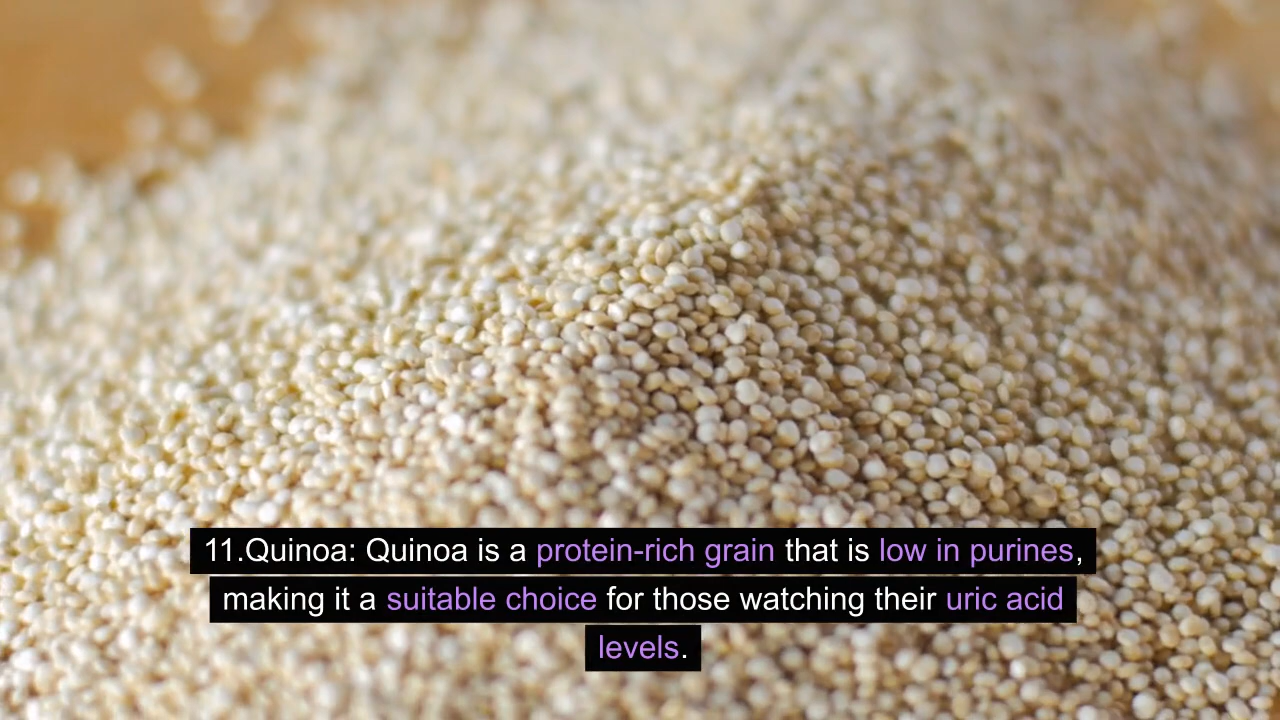 11.Quinoa: Quinoa is a protein-rich grain that is low in purines,
making it a suitable choice for those watching their uric acid
levels.